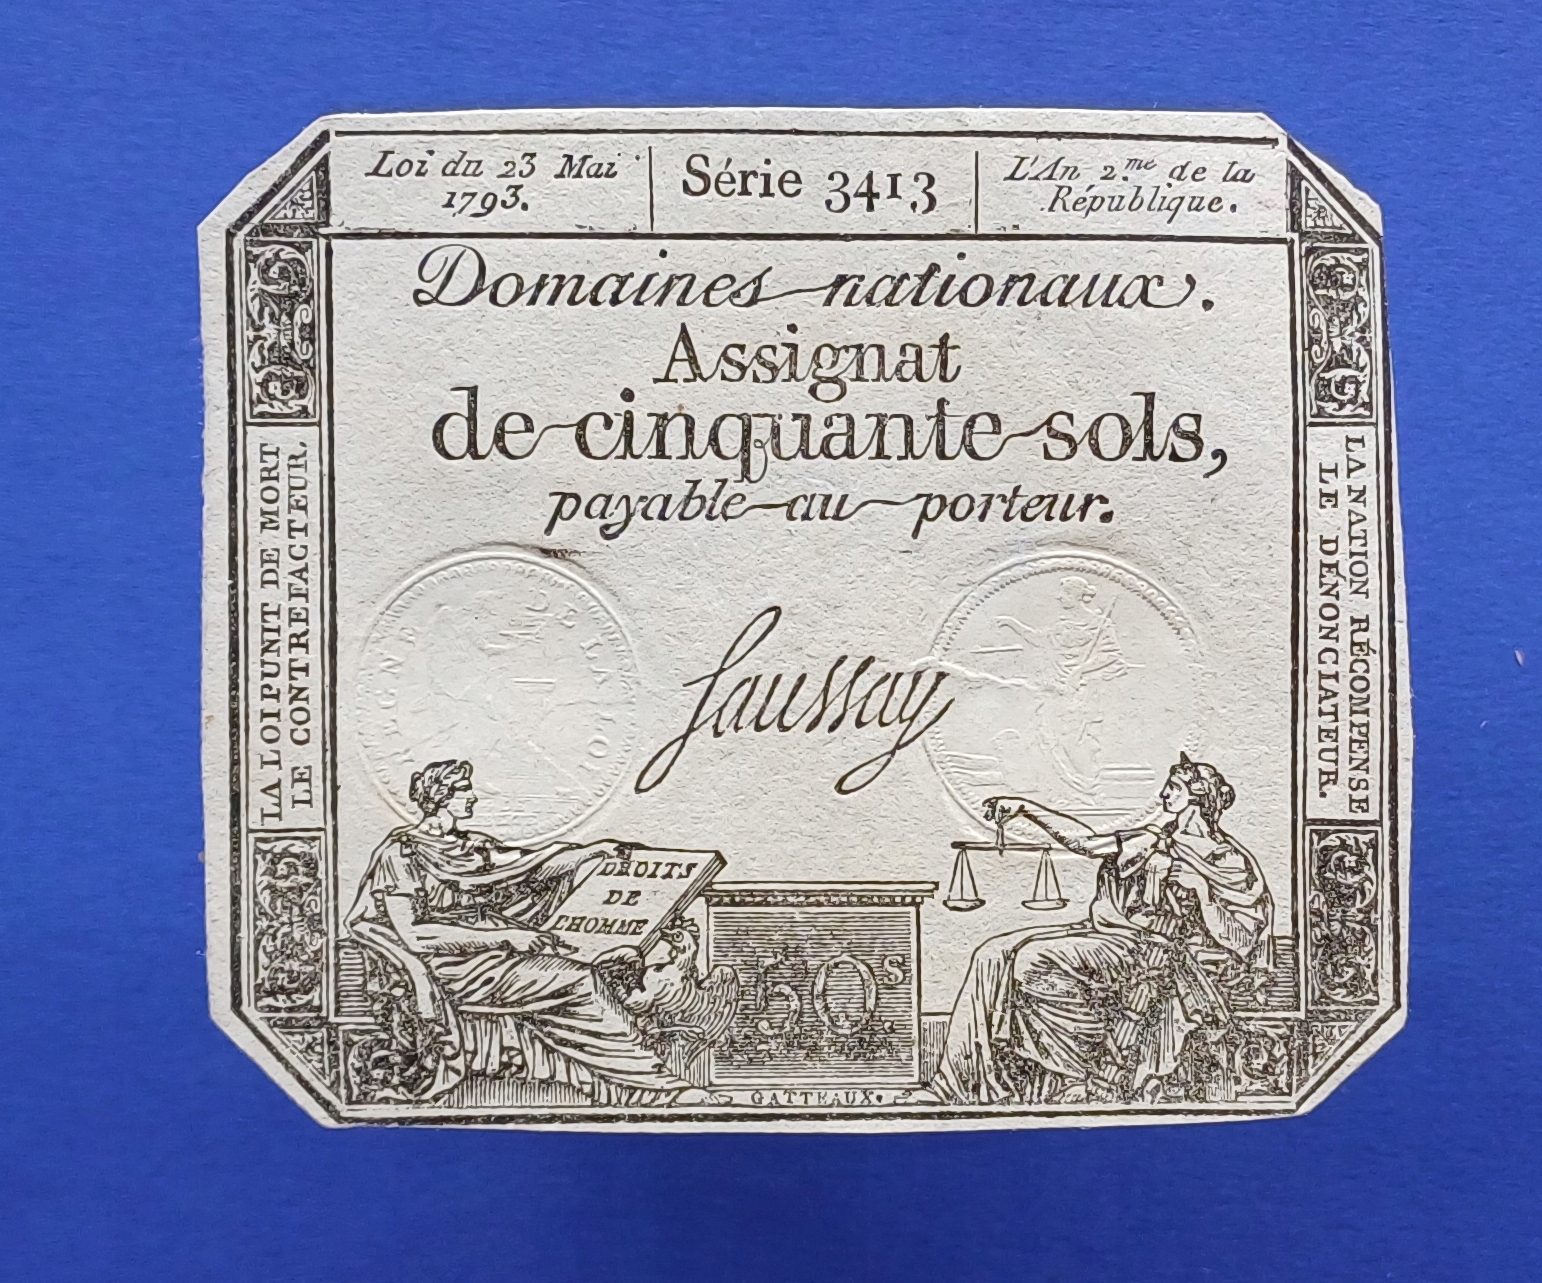 Loi du 23 Mai
1793.
Série 3413
L'An 2.me de la
République.
Domaines nationaux.
Assignat
de cinquante sols,
payable au porteur.
LA LOI PUNIT DE MORT
LE CONTREFACTEUR.
LA NATION RÉCOMPENSE
LE DÉNONCIATEUR.
Saussay
DROITS
DE
L'HOMME
50S
GATTEAUX.